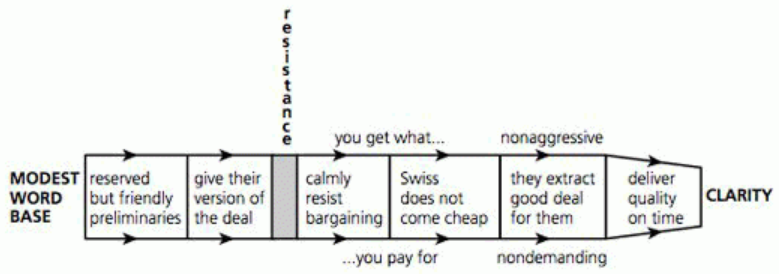 resistance
you get what...
nonaggressive
MODEST
WORD
BASE
reserved
but friendly
preliminaries
give their
version of
the deal
calmly
resist
bargaining
Swiss
does not
come cheap
they extract
good deal
for them
deliver
quality
on time
CLARITY
...you pay for
nondemanding